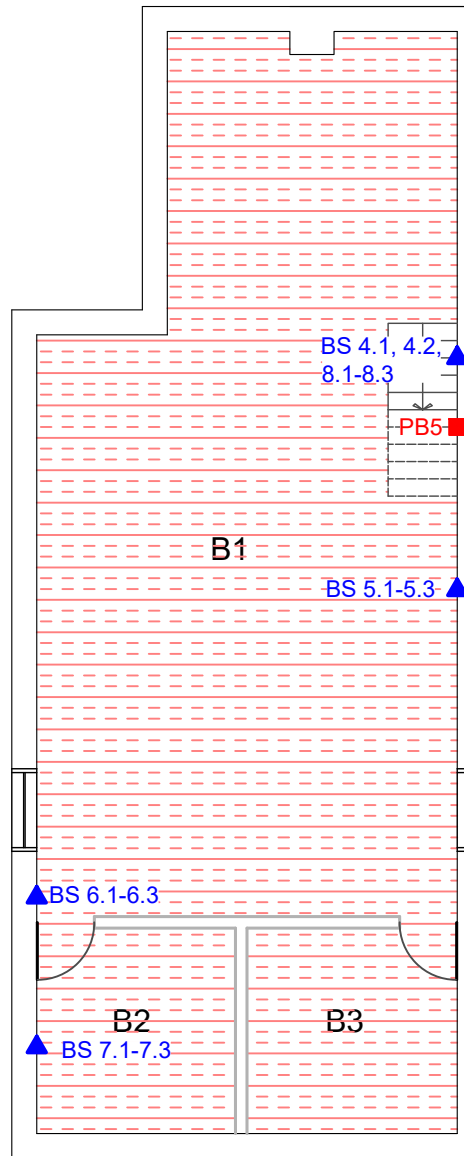 BS 4.1, 4.2,
8.1-8.3
PB5
B1
BS 5.1-5.3
BS 6.1-6.3
B2
B3
BS 7.1-7.3